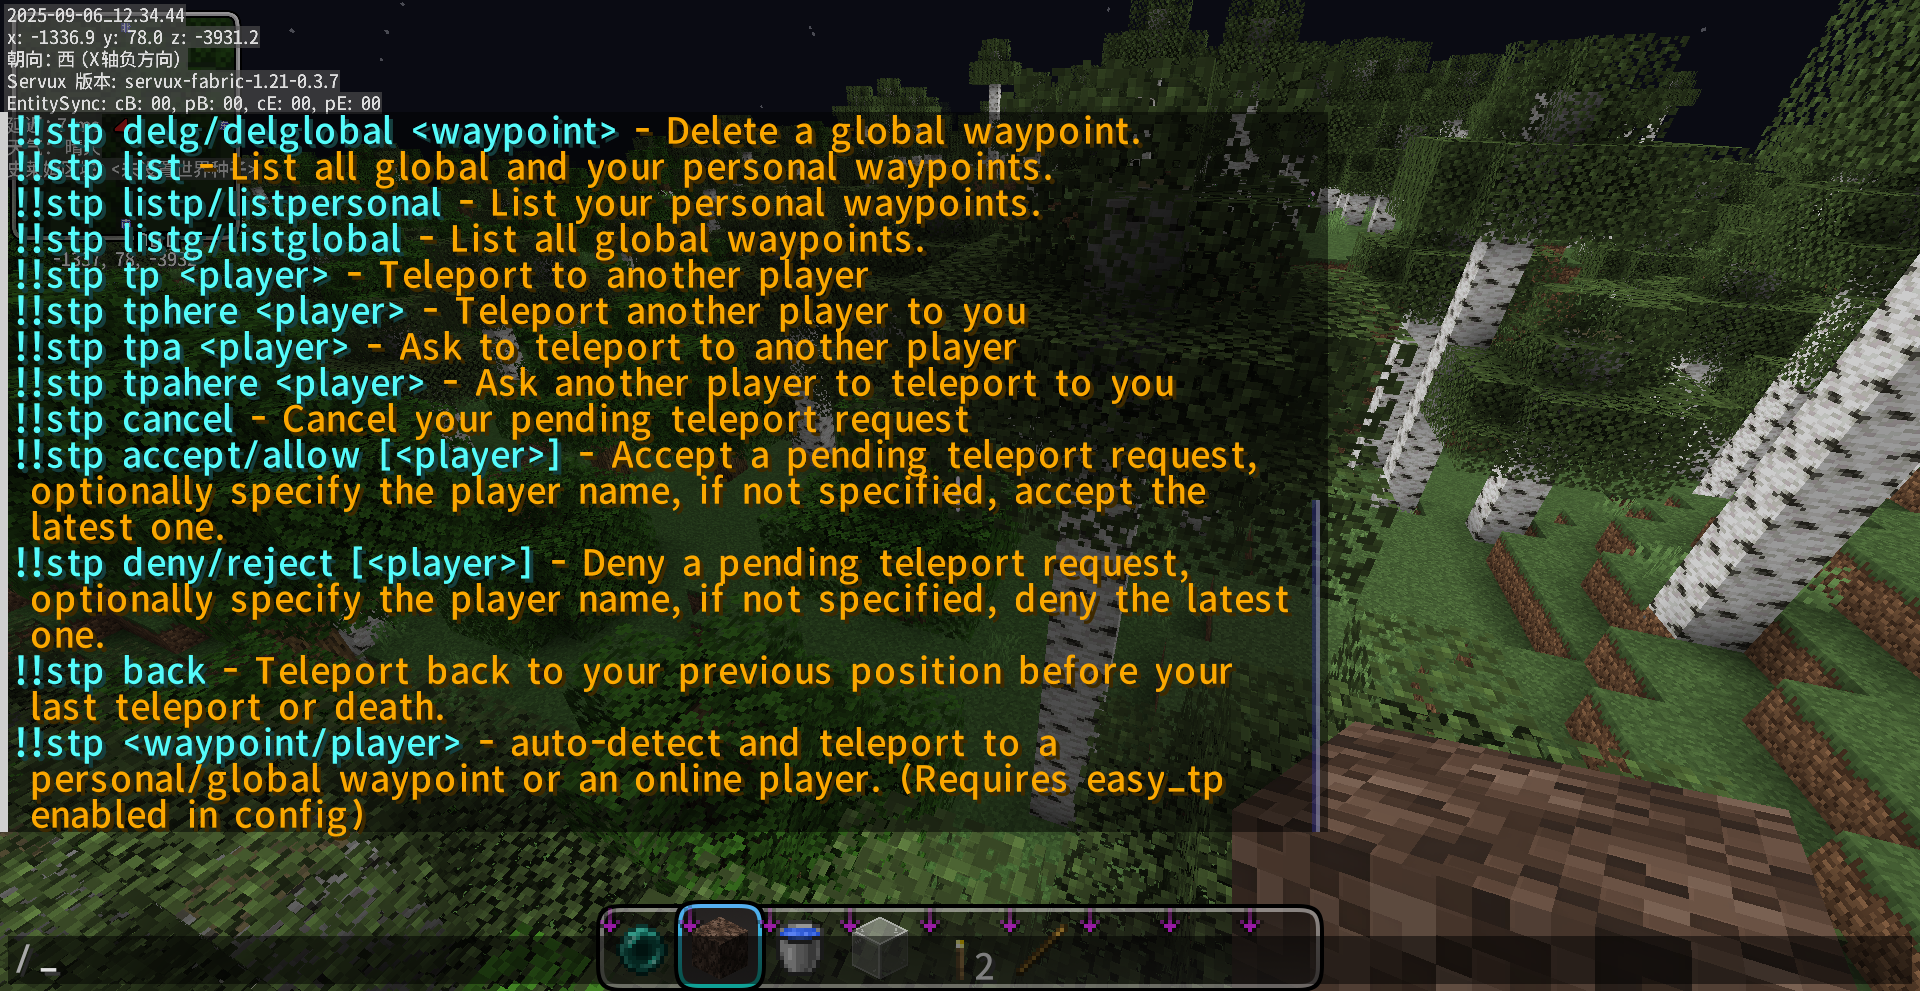 2025-09-06_12.34.44
x: -1336.9 y: 78.0 z: -3931.2
朝向: 西 (X轴负方向)
Servux 版本: servux-fabric-1.21-0.3.7
EntitySync: cB: 00, pB: 00, cE: 00, pE: 00
!!stp delg/delglobal <waypoint> - Delete a global waypoint.
!!stp list - List all global and your personal waypoints.
!!stp listp/listpersonal - List your personal waypoints.
!!stp listg/listglobal - List all global waypoints.
-1337, 78, -3932
!!stp tp <player> - Teleport to another player
!!stp tphere <player> - Teleport another player to you
!!stp tpa <player> - Ask to teleport to another player
!!stp tpahere <player> - Ask another player to teleport to you
!!stp cancel - Cancel your pending teleport request
!!stp accept/allow [<player>] - Accept a pending teleport request,
optionally specify the player name, if not specified, accept the
latest one.
!!stp deny/reject [<player>] - Deny a pending teleport request,
optionally specify the player name, if not specified, deny the latest
one.
!!stp back - Teleport back to your previous position before your
last teleport or death.
!!stp <waypoint/player> - auto-detect and teleport to a
personal/global waypoint or an online player. (Requires easy_tp
enabled in config)
/_
2